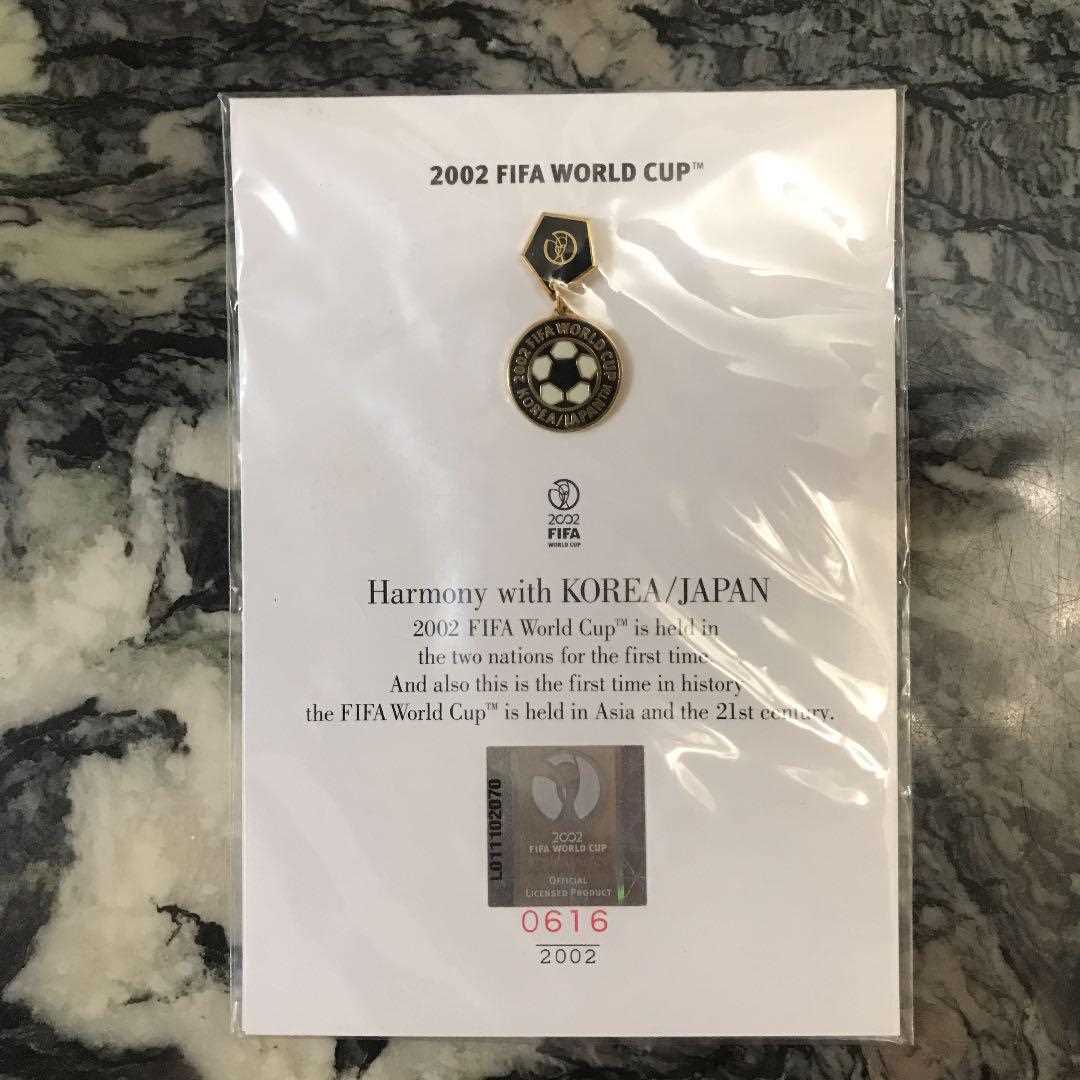 2002 FIFA WORLD CUP™
2002 FIFA WORLD CUP
KOREA/JAPAN™
2002
FIFA
WORLD CUP
Harmony with KOREA/JAPAN
2002 FIFA World Cup™ is held in
the two nations for the first time.
And also this is the first time in history
the FIFA World Cup™ is held in Asia and the 21st century.
L011102070
2002
FIFA WORLD CUP
OFFICIAL
LICENSED PRODUCT
0616
2002